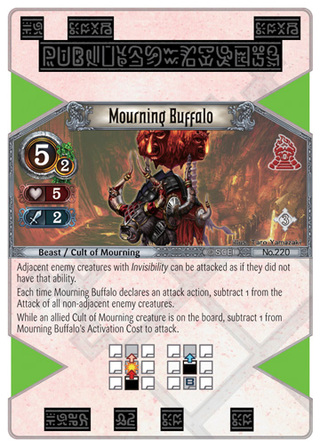 Mourning Buffalo
5
2
5
2
Taro Yamazaki
Beast / Cult of Mourning
No.220
Adjacent enemy creatures with Invisibility can be attacked as if they did not
have that ability.
Each time Mourning Buffalo declares an attack action, subtract 1 from the
Attack of all non-adjacent enemy creatures.
While an allied Cult of Mourning creature is on the board, subtract 1 from
Mourning Buffalo's Activation Cost to attack.